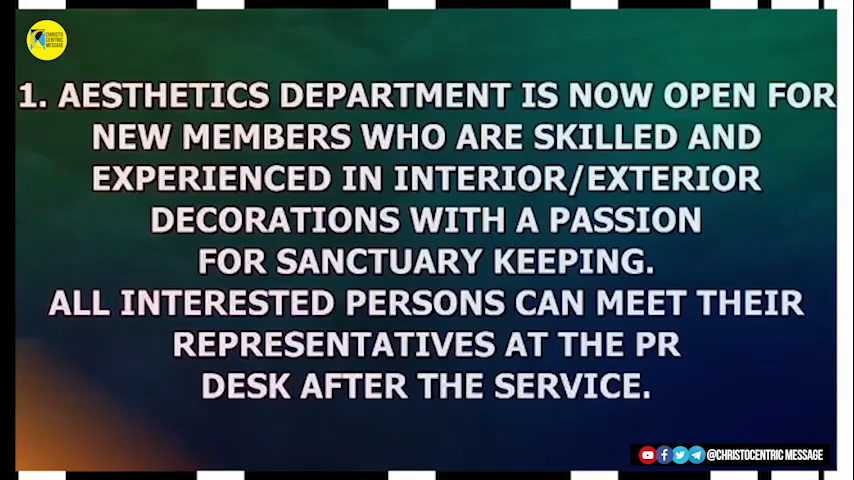 CHRISTO
CENTRIC
MESSAGE
1. AESTHETICS DEPARTMENT IS NOW OPEN FOR
NEW MEMBERS WHO ARE SKILLED AND
EXPERIENCED IN INTERIOR/EXTERIOR
DECORATIONS WITH A PASSION
FOR SANCTUARY KEEPING.
ALL INTERESTED PERSONS CAN MEET THEIR
REPRESENTATIVES AT THE PR
DESK AFTER THE SERVICE.
@CHRISTOCENTRIC MESSAGE